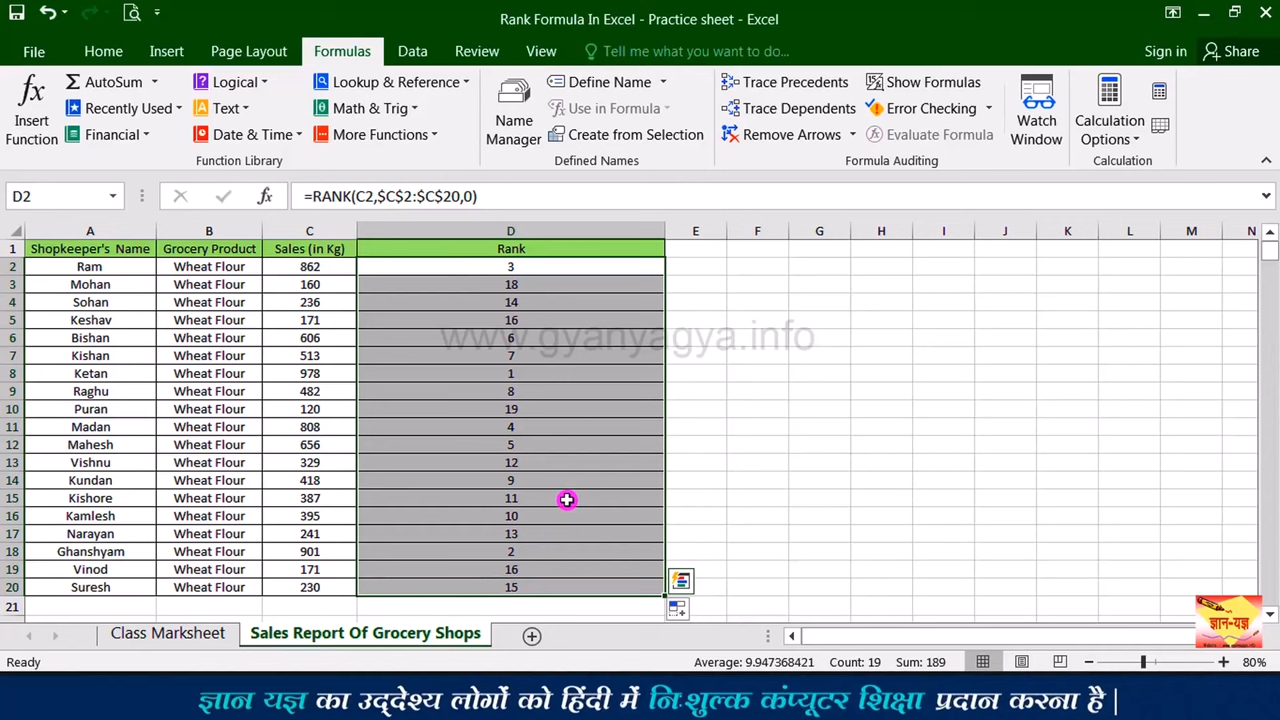 Rank Formula In Excel - Practice sheet - Excel
File Home Insert Page Layout Formulas Data Review View Tell me what you want to do... Sign in Share
Insert Function
AutoSum
Recently Used
Financial
Logical
Text
Date & Time
Lookup & Reference
Math & Trig
More Functions
Function Library
Name Manager
Define Name
Use in Formula
Create from Selection
Defined Names
Trace Precedents
Trace Dependents
Remove Arrows
Show Formulas
Error Checking
Evaluate Formula
Formula Auditing
Watch Window
Calculation Options
Calculation
D2 fx =RANK(C2,$C$2:$C$20,0)
A B C D E F G H I J K L M N
1 Shopkeeper's Name Grocery Product Sales (in Kg) Rank
2 Ram Wheat Flour 862 3
3 Mohan Wheat Flour 160 18
4 Sohan Wheat Flour 236 14
5 Keshav Wheat Flour 171 16
6 Bishan Wheat Flour 606 6
www.gyanyagya.info
7 Kishan Wheat Flour 513 7
8 Ketan Wheat Flour 978 1
9 Raghu Wheat Flour 482 8
10 Puran Wheat Flour 120 19
11 Madan Wheat Flour 808 4
12 Mahesh Wheat Flour 656 5
13 Vishnu Wheat Flour 329 12
14 Kundan Wheat Flour 418 9
15 Kishore Wheat Flour 387 11
16 Kamlesh Wheat Flour 395 10
17 Narayan Wheat Flour 241 13
18 Ghanshyam Wheat Flour 901 2
19 Vinod Wheat Flour 171 16
20 Suresh Wheat Flour 230 15
21
ज्ञान-यज्ञ
Class Marksheet Sales Report Of Grocery Shops
Ready Average: 9.947368421 Count: 19 Sum: 189 80%
ज्ञान यज्ञ का उद्देश्य लोगों को हिंदी में निःशुल्क कंप्यूटर शिक्षा प्रदान करना है |